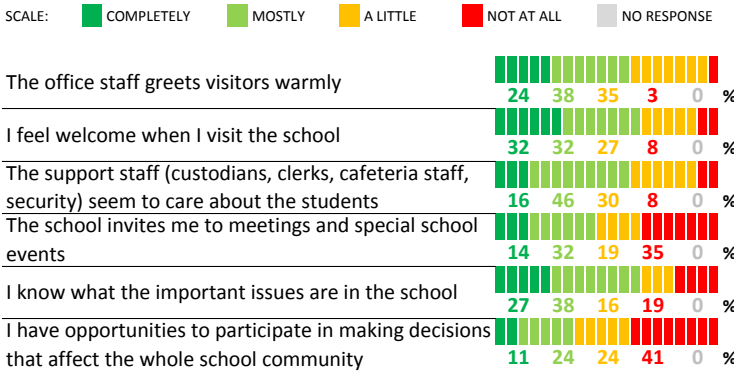 SCALE: COMPLETELY MOSTLY A LITTLE NOT AT ALL NO RESPONSE
The office staff greets visitors warmly
24 38 35 3 0 %
I feel welcome when I visit the school
32 32 27 8 0 %
The support staff (custodians, clerks, cafeteria staff,
security) seem to care about the students
16 46 30 8 0 %
The school invites me to meetings and special school
events
14 32 19 35 0 %
I know what the important issues are in the school
27 38 16 19 0 %
I have opportunities to participate in making decisions
that affect the whole school community
11 24 24 41 0 %